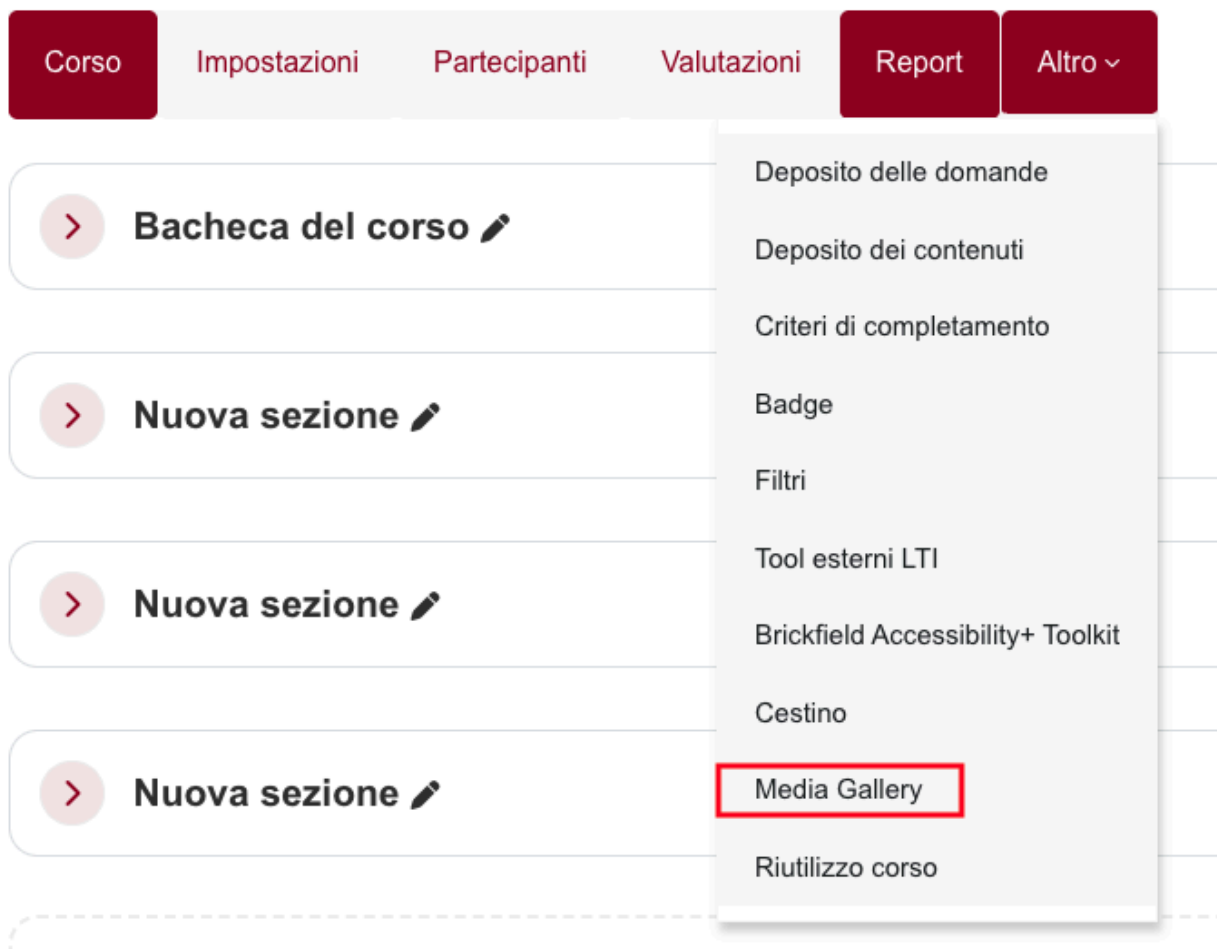 Corso Impostazioni Partecipanti Valutazioni Report Altro
Deposito delle domande
Deposito dei contenuti
Criteri di completamento
Badge
Filtri
Tool esterni LTI
Brickfield Accessibility+ Toolkit
Cestino
Media Gallery
Riutilizzo corso
Bacheca del corso
Nuova sezione
Nuova sezione
Nuova sezione